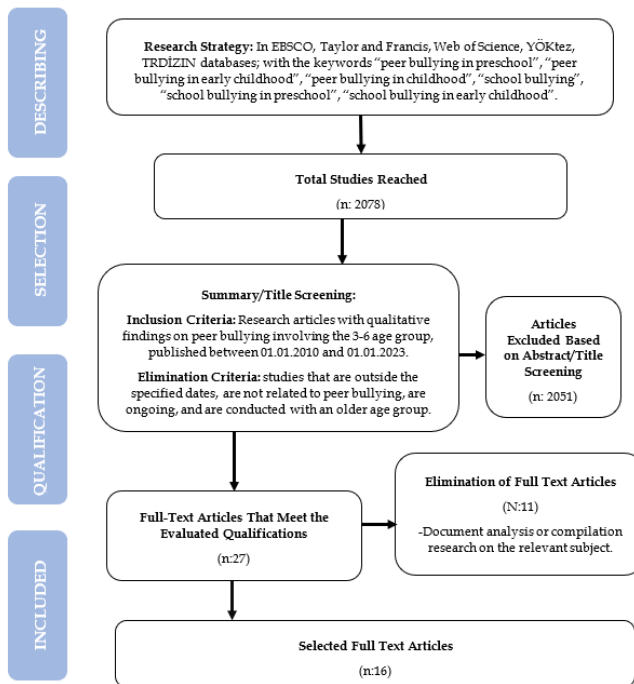 DESCRIBING
Research Strategy: In EBSCO, Taylor and Francis, Web of Science, YÖKtez,
TRDİZIN databases; with the keywords “peer bullying in preschool”, “peer
bullying in early childhood”, “peer bullying in childhood”, “school bullying”,
“school bullying in preschool”, “school bullying in early childhood”.
SELECTION
Total Studies Reached
(n: 2078)
Summary/Title Screening:
Inclusion Criteria: Research articles with qualitative
findings on peer bullying involving the 3-6 age group,
published between 01.01.2010 and 01.01.2023.
Elimination Criteria: studies that are outside the
specified dates, are not related to peer bullying, are
ongoing, and are conducted with an older age group.
Articles
Excluded Based
on Abstract/Title
Screening
(n: 2051)
QUALIFICATION
Full-Text Articles That Meet the
Evaluated Qualifications
(n:27)
Elimination of Full Text Articles
(N:11)
-Document analysis or compilation
research on the relevant subject.
INCLUDED
Selected Full Text Articles
(n:16)